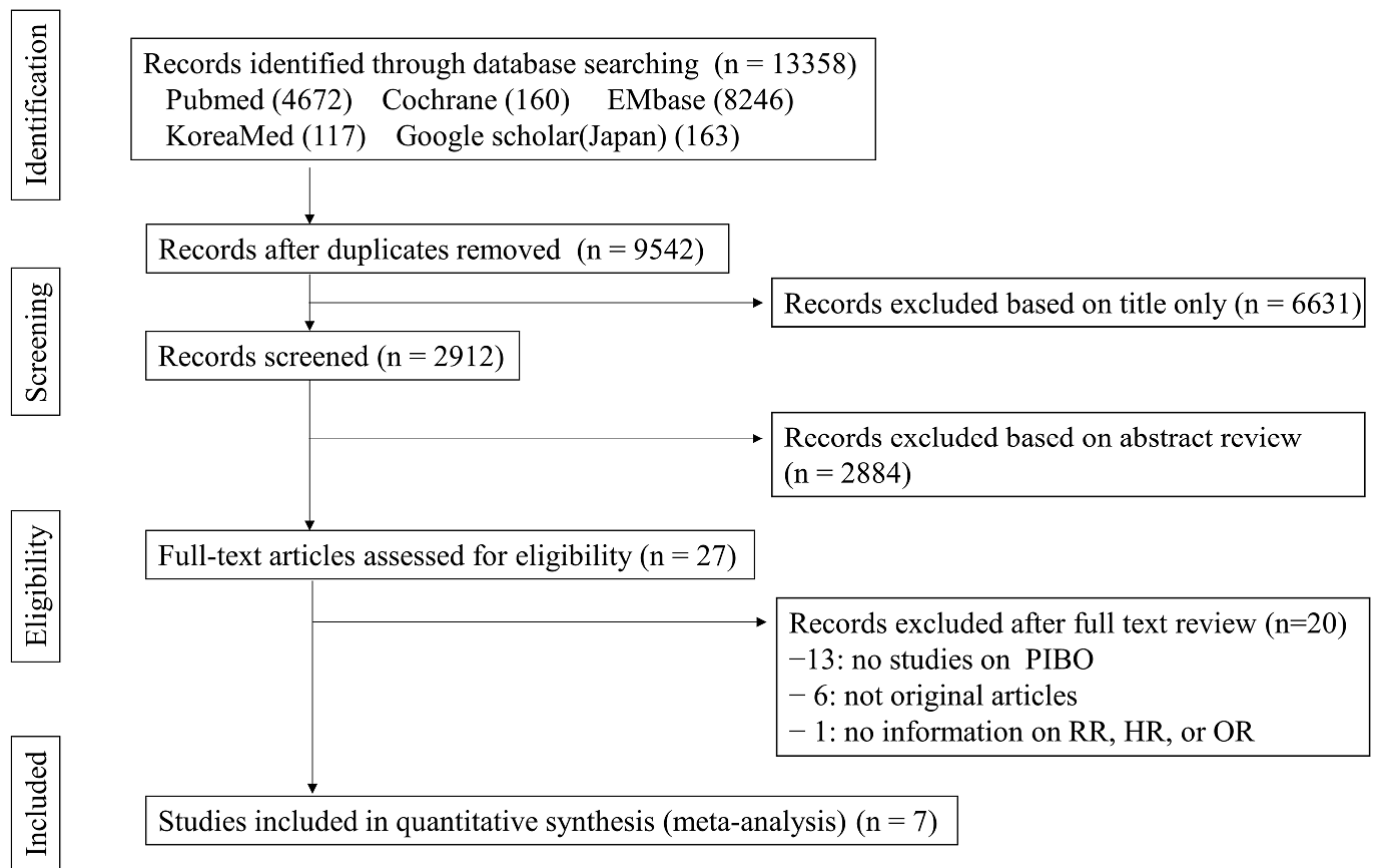 Identification
Records identified through database searching (n = 13358)
Pubmed (4672) Cochrane (160) EMbase (8246)
KoreaMed (117) Google scholar(Japan) (163)
Records after duplicates removed (n = 9542)
Screening
Records excluded based on title only (n = 6631)
Records screened (n = 2912)
Records excluded based on abstract review
(n = 2884)
Eligibility
Full-text articles assessed for eligibility (n = 27)
Records excluded after full text review (n=20)
−13: no studies on PIBO
− 6: not original articles
− 1: no information on RR, HR, or OR
Included
Studies included in quantitative synthesis (meta-analysis) (n = 7)